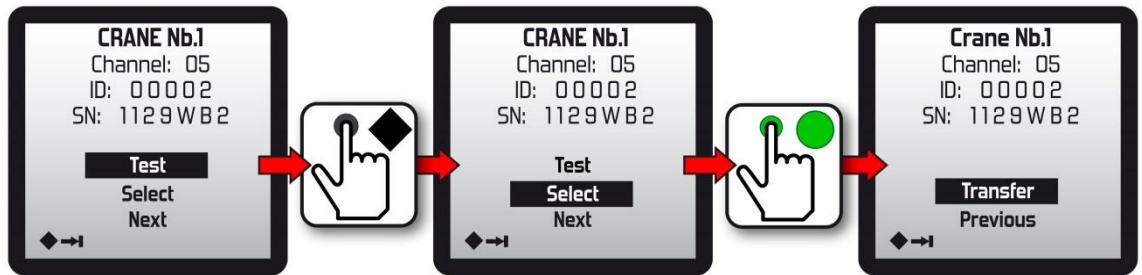 CRANE Nb.1
Channel: 05
ID: 00002
SN: 1129WB2
Test
Select
Next
CRANE Nb.1
Channel: 05
ID: 00002
SN: 1129WB2
Test
Select
Next
Crane Nb.1
Channel: 05
ID: 00002
SN: 1129WB2
Transfer
Previous